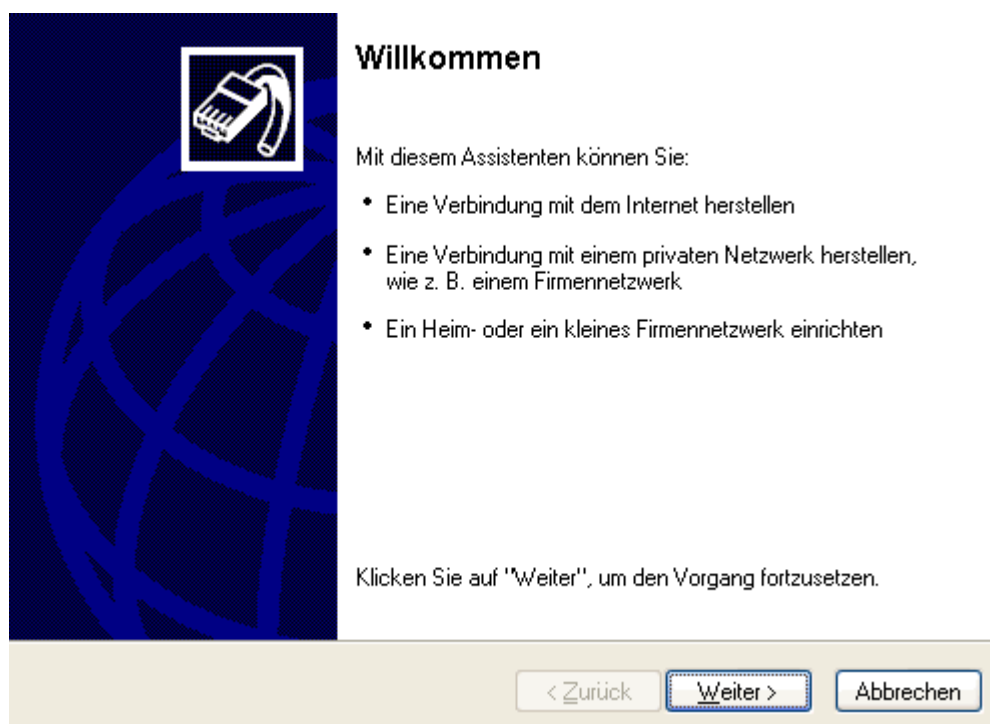 Willkommen
Mit diesem Assistenten können Sie:
• Eine Verbindung mit dem Internet herstellen
• Eine Verbindung mit einem privaten Netzwerk herstellen,
wie z. B. einem Firmennetzwerk
• Ein Heim- oder ein kleines Firmennetzwerk einrichten
Klicken Sie auf "Weiter", um den Vorgang fortzusetzen.
< Zurück Weiter > Abbrechen